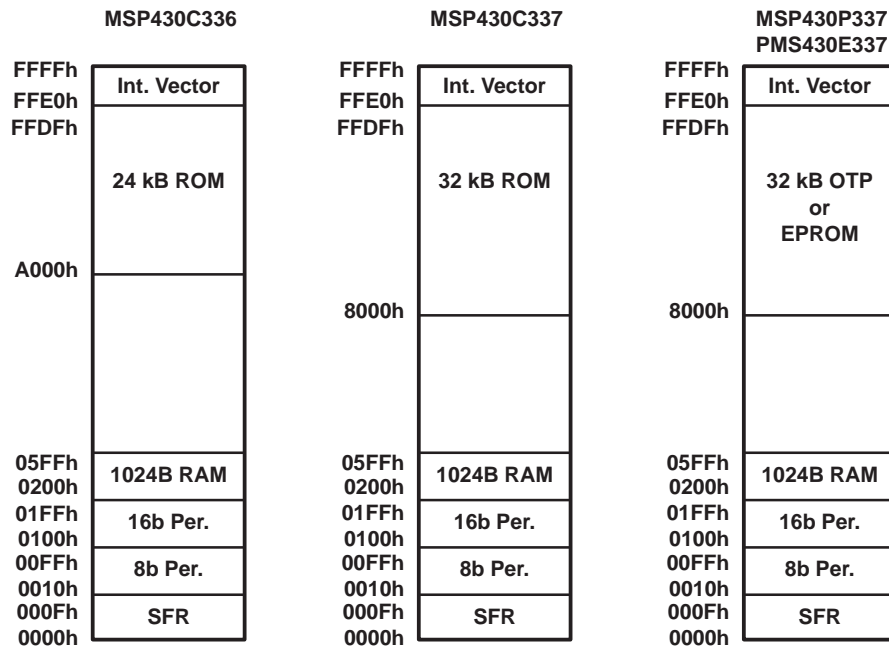 MSP430C336
FFFFh
Int. Vector
FFE0h
FFDFh
24 kB ROM
A000h
05FFh
1024B RAM
0200h
01FFh
16b Per.
0100h
00FFh
8b Per.
0010h
000Fh
SFR
0000h
MSP430C337
FFFFh
Int. Vector
FFE0h
FFDFh
32 kB ROM
8000h
05FFh
1024B RAM
0200h
01FFh
16b Per.
0100h
00FFh
8b Per.
0010h
000Fh
SFR
0000h
MSP430P337
PMS430E337
FFFFh
Int. Vector
FFE0h
FFDFh
32 kB OTP
or
EPROM
8000h
05FFh
1024B RAM
0200h
01FFh
16b Per.
0100h
00FFh
8b Per.
0010h
000Fh
SFR
0000h